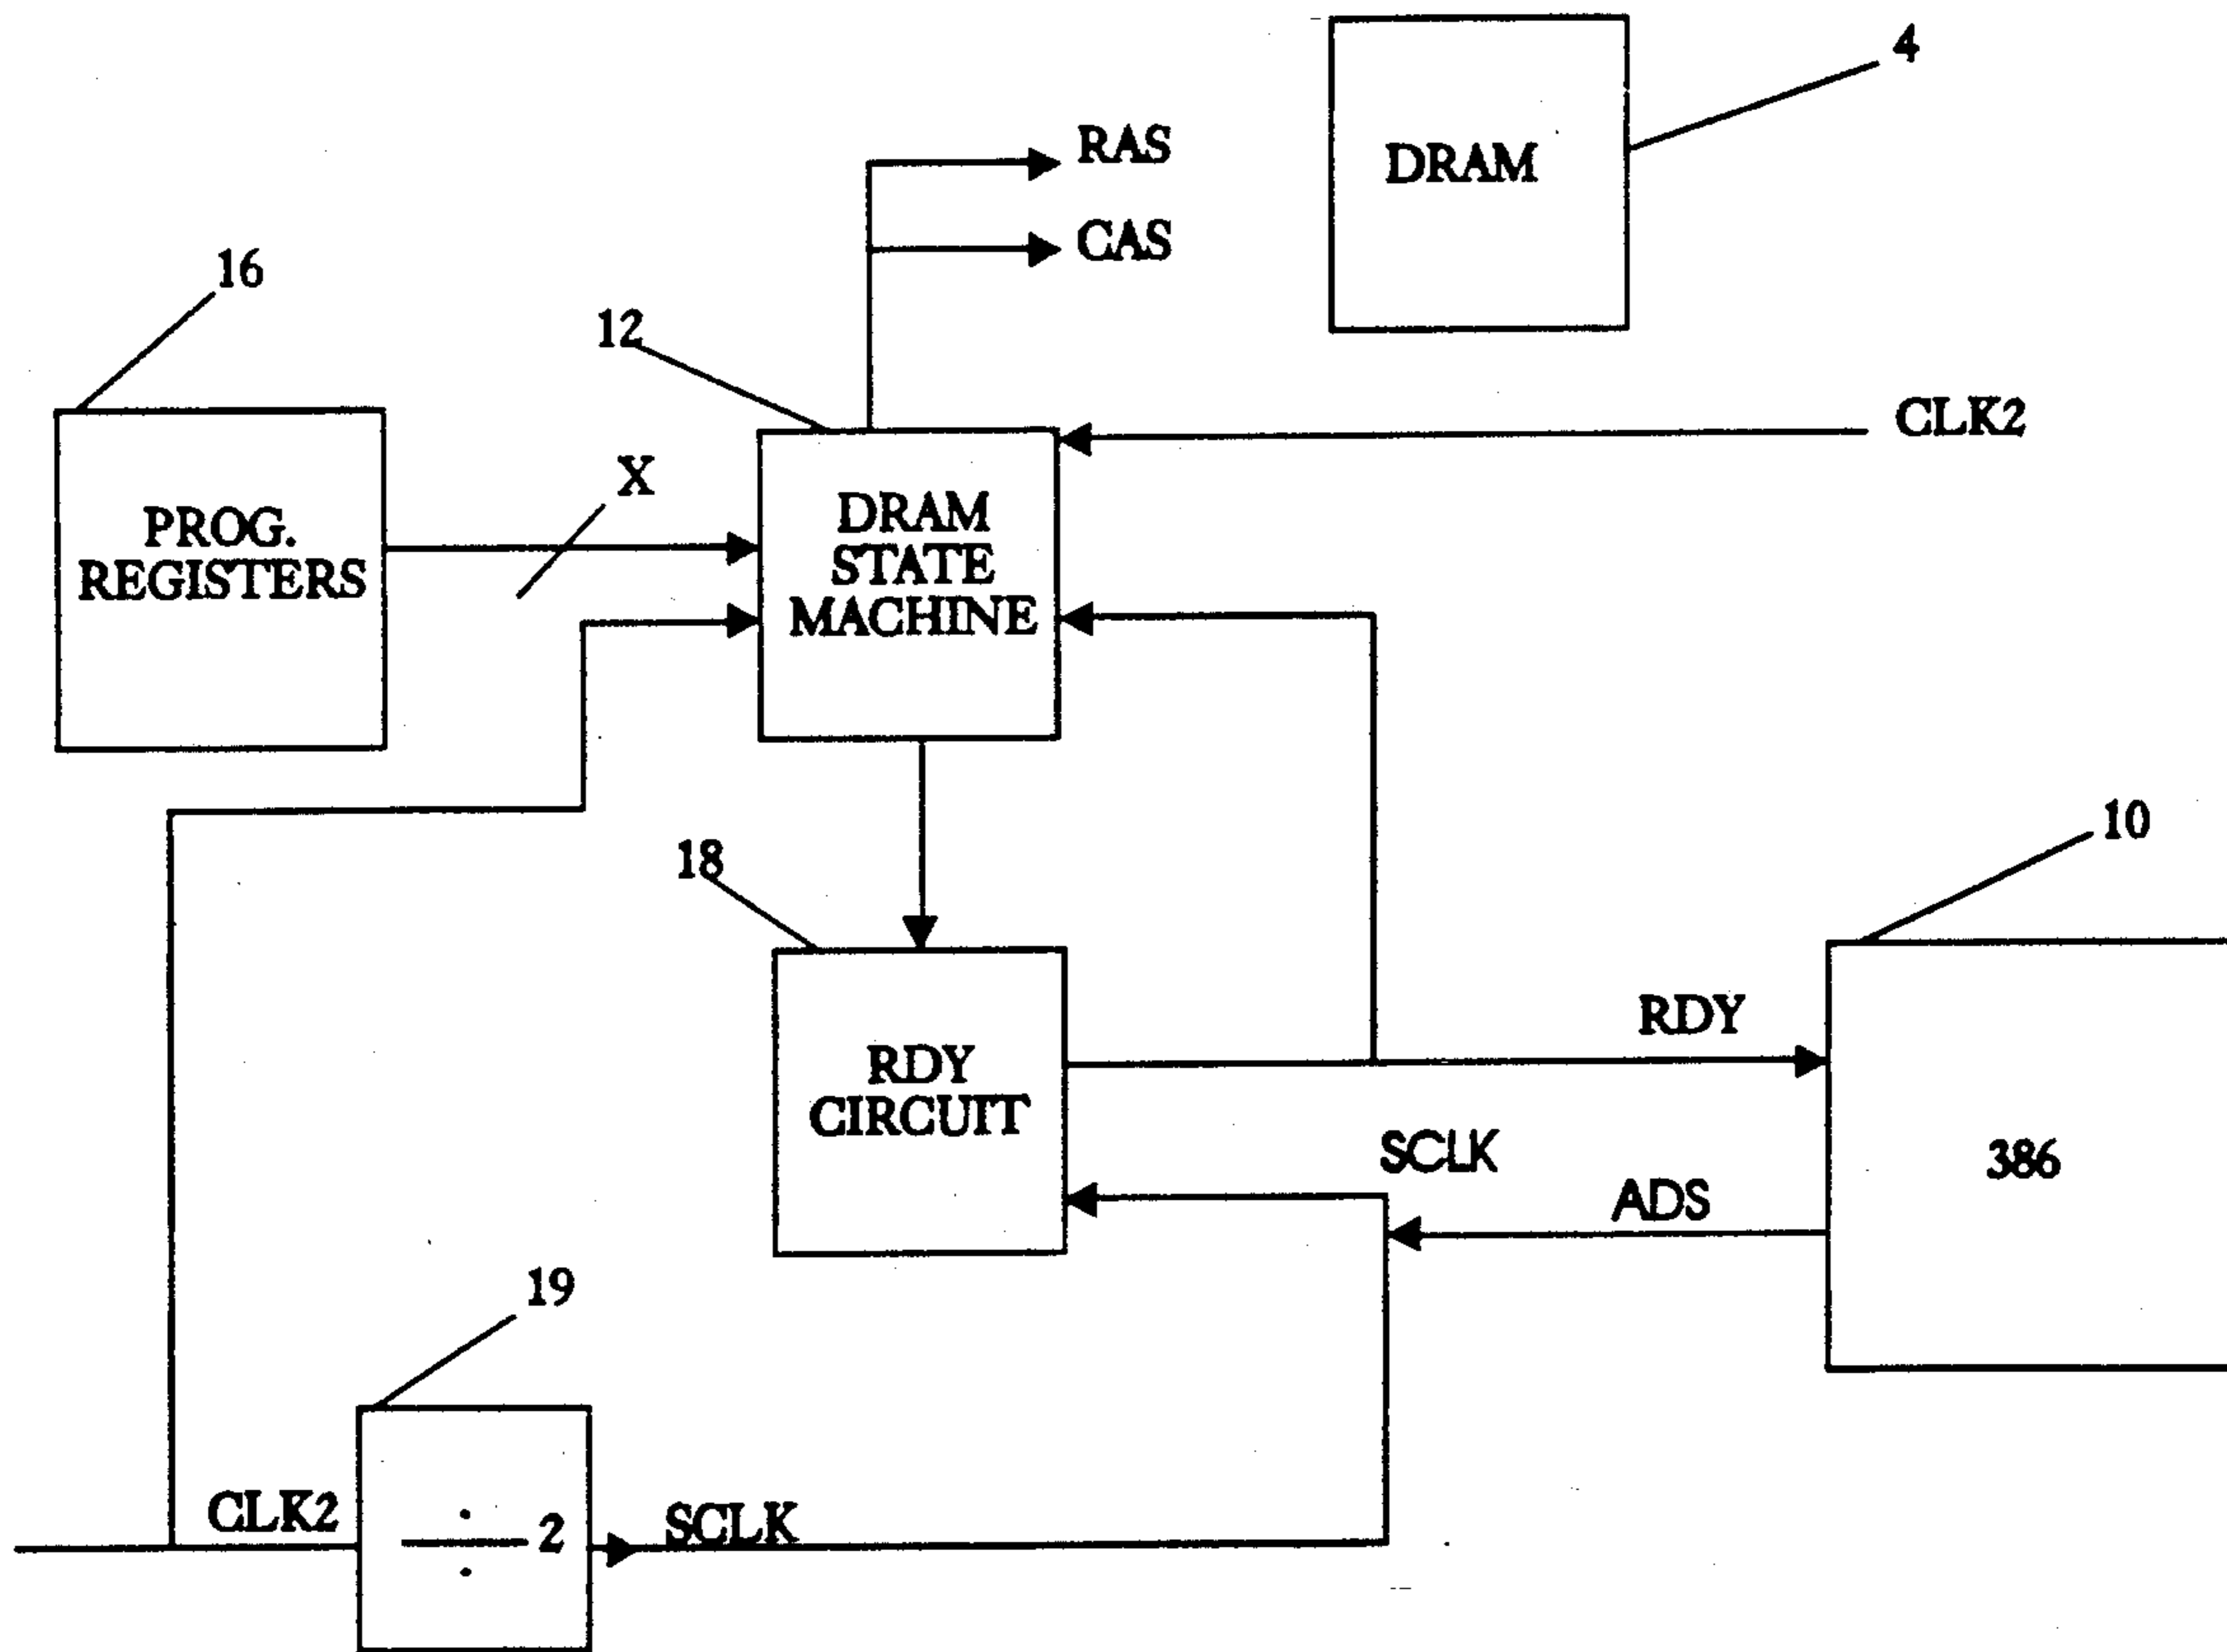 4
RAS
DRAM
CAS
16
12
CLK2
X
PROG.
REGISTERS
DRAM
STATE
MACHINE
10
18
RDY
RDY
CIRCUIT
SCLK
386
ADS
19
CLK2
÷ 2
SCLK